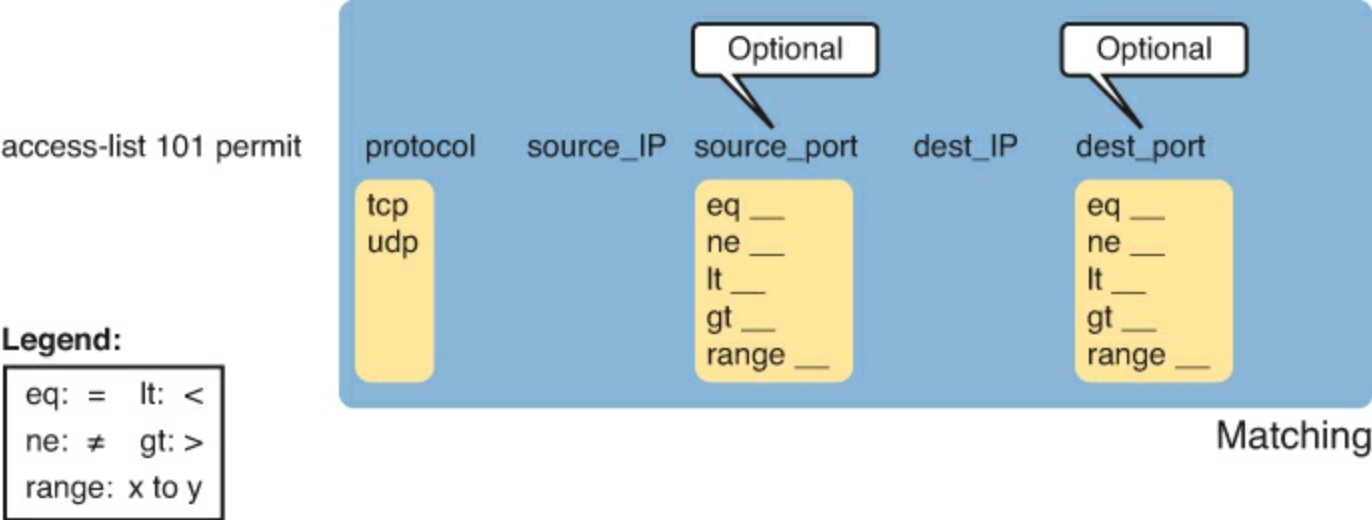 Optional Optional
access-list 101 permit protocol source_IP source_port dest_IP dest_port
tcp eq __ eq __
udp ne __ ne __
lt __ lt __
gt __ gt __
range __ range __
Legend:
eq: = lt: <
ne: ≠ gt: >
range: x to y
Matching